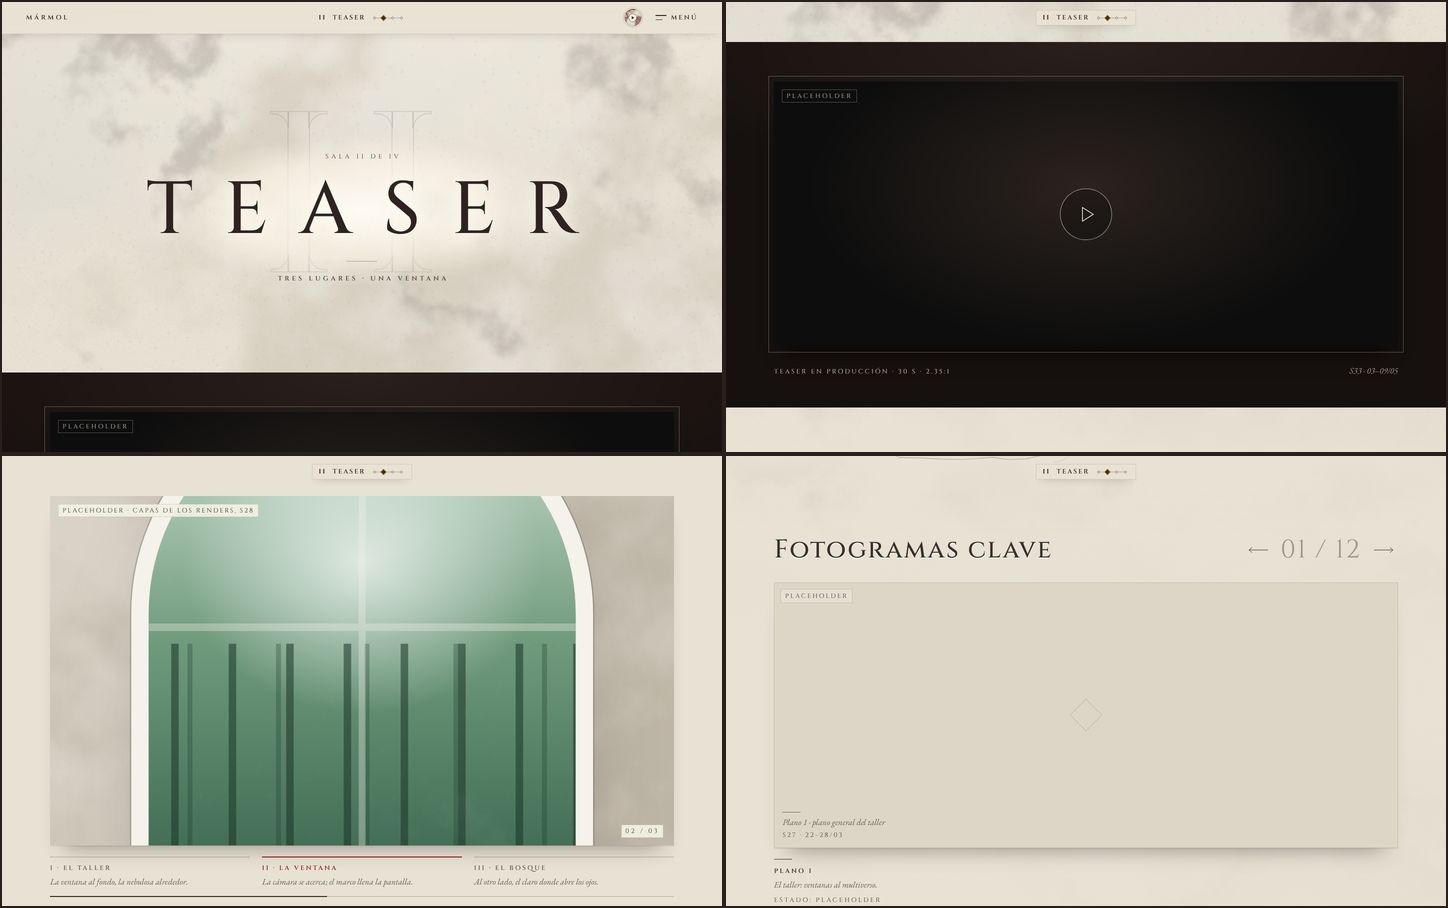 MÁRMOL
II TEASER
MENÚ
II
SALA II DE IV
TEASER
TRES LUGARES · UNA VENTANA
PLACEHOLDER
II TEASER
PLACEHOLDER
TEASER EN PRODUCCIÓN · 30 S · 2.35:1
S33 · 03–09/05
II TEASER
PLACEHOLDER · CAPAS DE LOS RENDERS, S28
02 / 03
I · EL TALLER
La ventana al fondo, la nebulosa alrededor.
II · LA VENTANA
La cámara se acerca; el marco llena la pantalla.
III · EL BOSQUE
Al otro lado, el claro donde abre los ojos.
II TEASER
FOTOGRAMAS CLAVE
← 01 / 12 →
PLACEHOLDER
Plano 1 · plano general del taller
S27 · 22–28/03
PLANO 1
El taller: ventanas al multiverso.
ESTADO: PLACEHOLDER